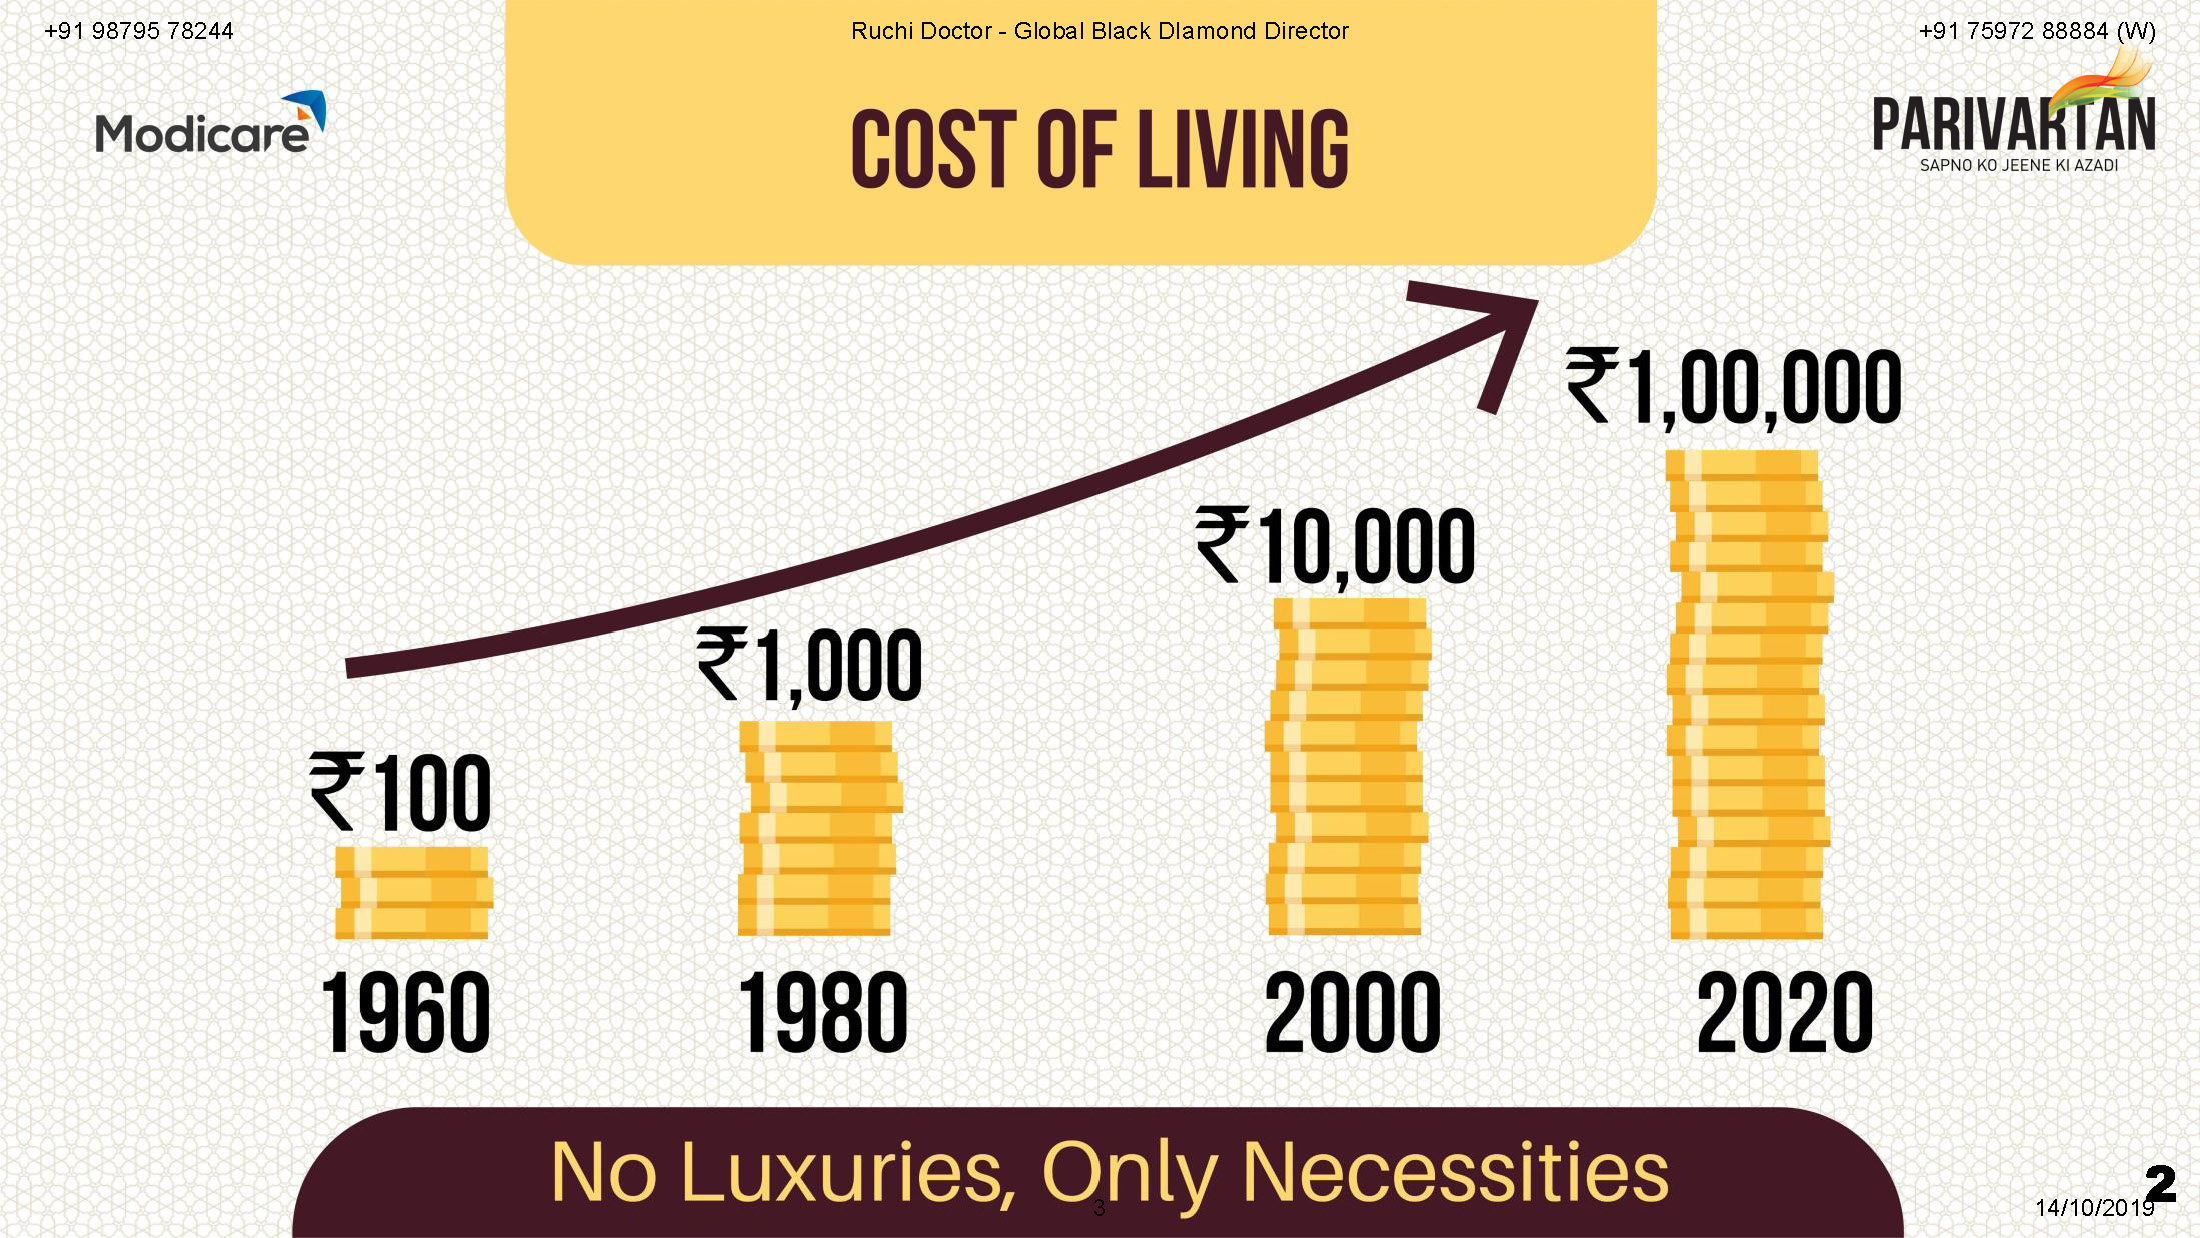 +91 98795 78244
Ruchi Doctor - Global Black DIamond Director
+91 75972 88884 (W)
Modicare
COST OF LIVING
PARIVARTAN
SAPNO KO JEENE KI AZADI
₹1,00,000
₹10,000
₹1,000
₹100
1960
1980
2000
2020
No Luxuries, Only Necessities
3
2
14/10/2019